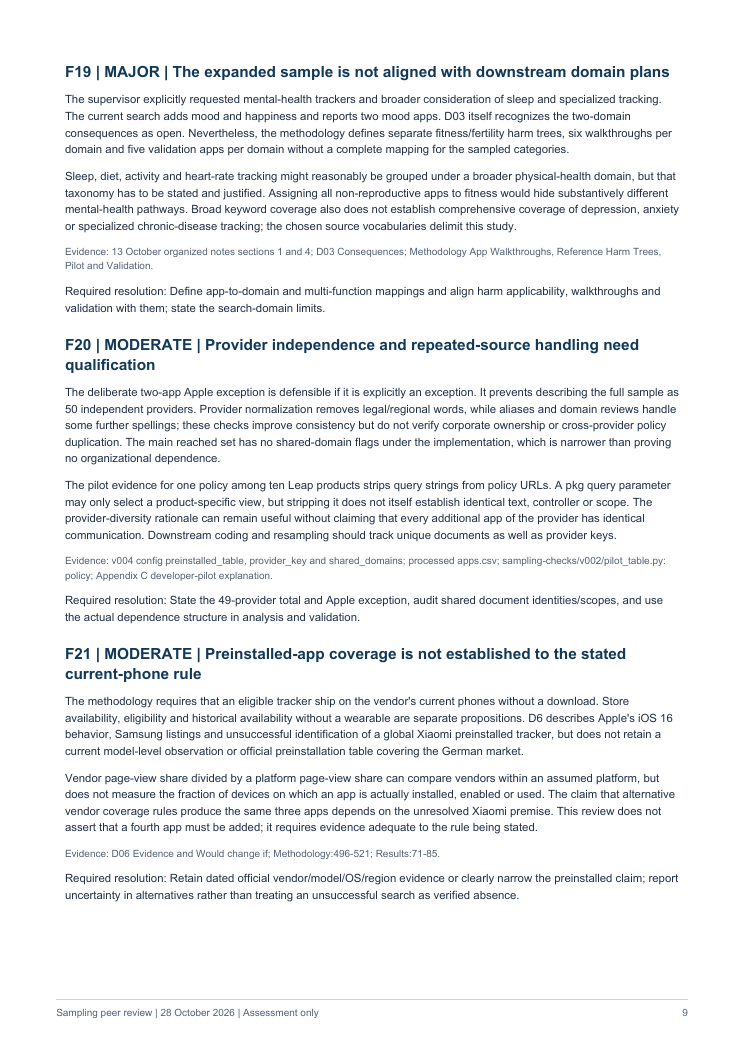 F19 | MAJOR | The expanded sample is not aligned with downstream domain plans
The supervisor explicitly requested mental-health trackers and broader consideration of sleep and specialized tracking.
The current search adds mood and happiness and reports two mood apps. D03 itself recognizes the two-domain
consequences as open. Nevertheless, the methodology defines separate fitness/fertility harm trees, six walkthroughs per
domain and five validation apps per domain without a complete mapping for the sampled categories.
Sleep, diet, activity and heart-rate tracking might reasonably be grouped under a broader physical-health domain, but that
taxonomy has to be stated and justified. Assigning all non-reproductive apps to fitness would hide substantively different
mental-health pathways. Broad keyword coverage also does not establish comprehensive coverage of depression, anxiety
or specialized chronic-disease tracking; the chosen source vocabularies delimit this study.
Evidence: 13 October organized notes sections 1 and 4; D03 Consequences; Methodology App Walkthroughs, Reference Harm Trees,
Pilot and Validation.
Required resolution: Define app-to-domain and multi-function mappings and align harm applicability, walkthroughs and
validation with them; state the search-domain limits.
F20 | MODERATE | Provider independence and repeated-source handling need
qualification
The deliberate two-app Apple exception is defensible if it is explicitly an exception. It prevents describing the full sample as
50 independent providers. Provider normalization removes legal/regional words, while aliases and domain reviews handle
some further spellings; these checks improve consistency but do not verify corporate ownership or cross-provider policy
duplication. The main reached set has no shared-domain flags under the implementation, which is narrower than proving
no organizational dependence.
The pilot evidence for one policy among ten Leap products strips query strings from policy URLs. A pkg query parameter
may only select a product-specific view, but stripping it does not itself establish identical text, controller or scope. The
provider-diversity rationale can remain useful without claiming that every additional app of the provider has identical
communication. Downstream coding and resampling should track unique documents as well as provider keys.
Evidence: v004 config preinstalled_table, provider_key and shared_domains; processed apps.csv; sampling-checks/v002/pilot_table.py:
policy; Appendix C developer-pilot explanation.
Required resolution: State the 49-provider total and Apple exception, audit shared document identities/scopes, and use
the actual dependence structure in analysis and validation.
F21 | MODERATE | Preinstalled-app coverage is not established to the stated
current-phone rule
The methodology requires that an eligible tracker ship on the vendor's current phones without a download. Store
availability, eligibility and historical availability without a wearable are separate propositions. D6 describes Apple's iOS 16
behavior, Samsung listings and unsuccessful identification of a global Xiaomi preinstalled tracker, but does not retain a
current model-level observation or official preinstallation table covering the German market.
Vendor page-view share divided by a platform page-view share can compare vendors within an assumed platform, but
does not measure the fraction of devices on which an app is actually installed, enabled or used. The claim that alternative
vendor coverage rules produce the same three apps depends on the unresolved Xiaomi premise. This review does not
assert that a fourth app must be added; it requires evidence adequate to the rule being stated.
Evidence: D06 Evidence and Would change if; Methodology:496-521; Results:71-85.
Required resolution: Retain dated official vendor/model/OS/region evidence or clearly narrow the preinstalled claim; report
uncertainty in alternatives rather than treating an unsuccessful search as verified absence.
Sampling peer review | 28 October 2026 | Assessment only
9